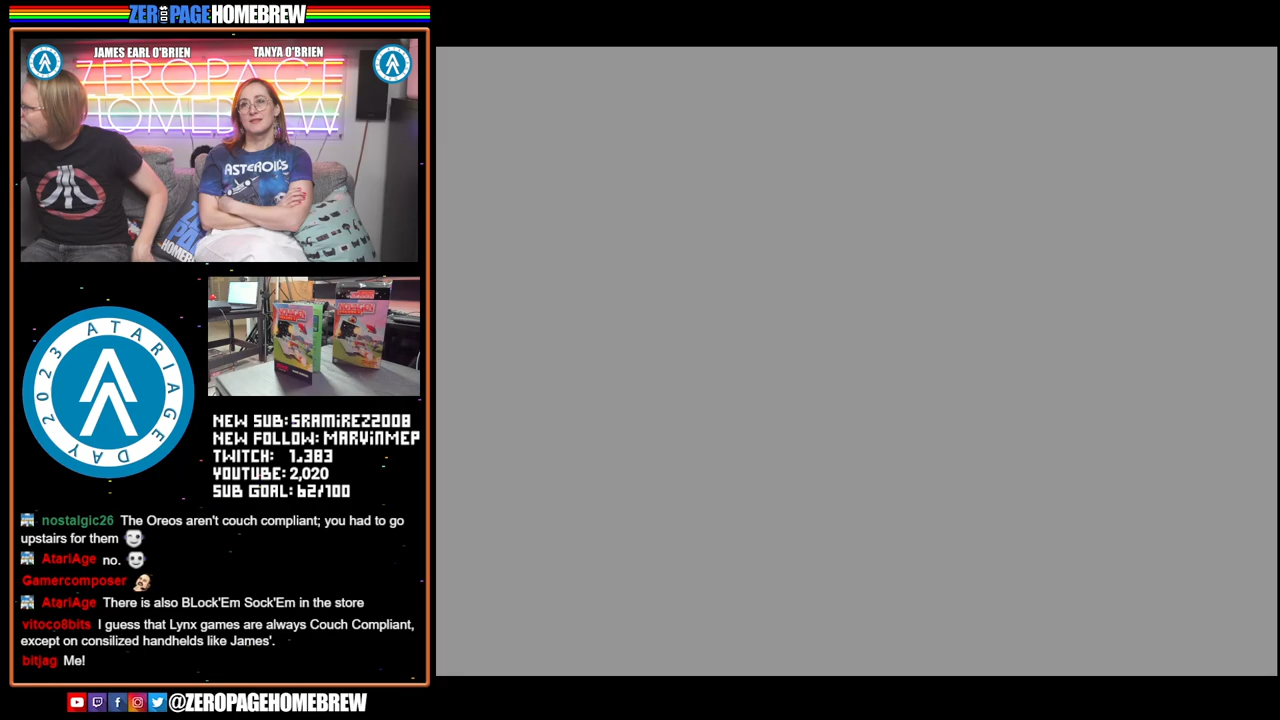 ZEROPAGE HOMEBREW
JAMES EARL O'BRIEN
TANYA O'BRIEN
ZEROPAGE
HOMEBREW
ASTEROIDS
2023 ATARIAGE DAY
NEW SUB: SRAMIREZ2008
NEW FOLLOW: MARVINMEP
TWITCH: 1,383
YOUTUBE: 2,020
SUB GOAL: 62/100
nostalgic26 The Oreos aren't couch compliant; you had to go
upstairs for them
AtariAge no.
Gamercomposer
AtariAge There is also BLock'Em Sock'Em in the store
vitoco8bits I guess that Lynx games are always Couch Compliant,
except on consilized handhelds like James'.
bitjag Me!
@ZEROPAGEHOMEBREW